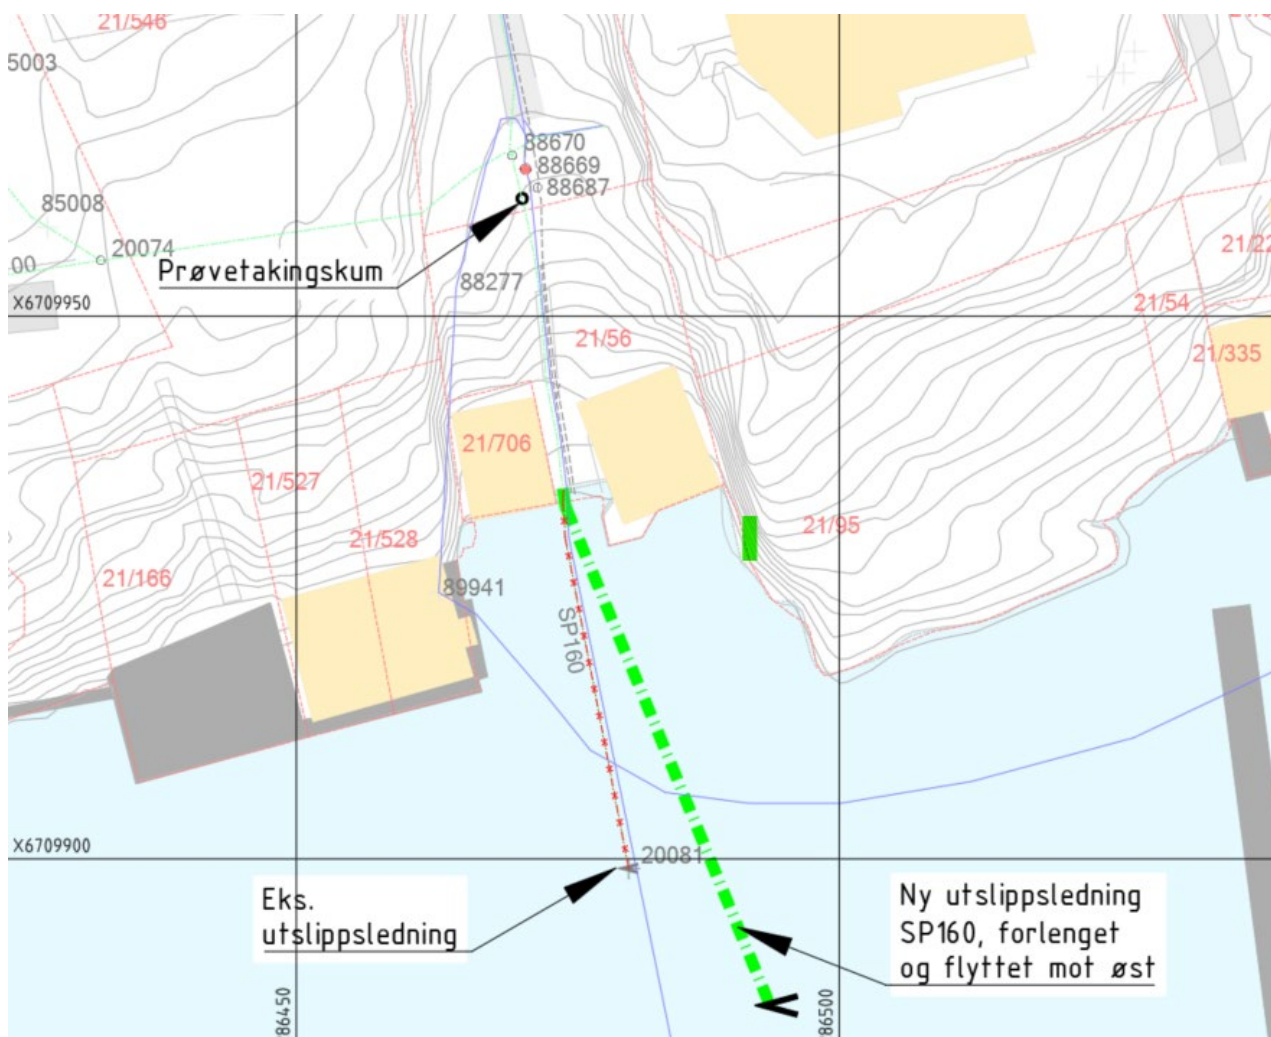 21/546
5003
88670
88669
88687
85008
20074
.00
Prøvetakingskum
88277
X6709950
21/22
21/54
21/56
21/335
21/706
21/527
21/528
21/95
21/166
89941
SP160
X6709900
20081
Eks.
utslippsledning
Ny utslippsledning
SP160, forlenget
og flyttet mot øst
86450
86500